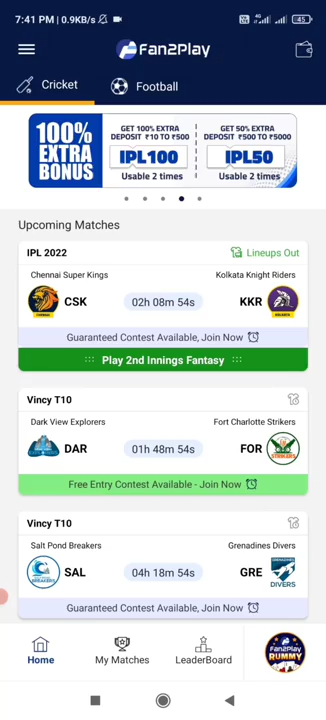 7:41 PM | 0.9KB/s
4G
45
Fan2Play
Cricket
Football
100% EXTRA BONUS
GET 100% EXTRA
DEPOSIT ₹10 TO ₹500
IPL100
Usable 2 times
GET 50% EXTRA
DEPOSIT ₹500 TO ₹5000
IPL50
Usable 2 times
Upcoming Matches
IPL 2022
Lineups Out
Chennai Super Kings
Kolkata Knight Riders
CSK
02h 08m 54s
KKR
Guaranteed Contest Available, Join Now
Play 2nd Innings Fantasy
Vincy T10
Dark View Explorers
Fort Charlotte Strikers
DAR
01h 48m 54s
FOR
STRIKERS
Free Entry Contest Available - Join Now
Vincy T10
Salt Pond Breakers
Grenadines Divers
SAL
BREAKERS
04h 18m 54s
GRE
DIVERS
Guaranteed Contest Available, Join Now
Home
My Matches
LeaderBoard
Fan2Play
RUMMY